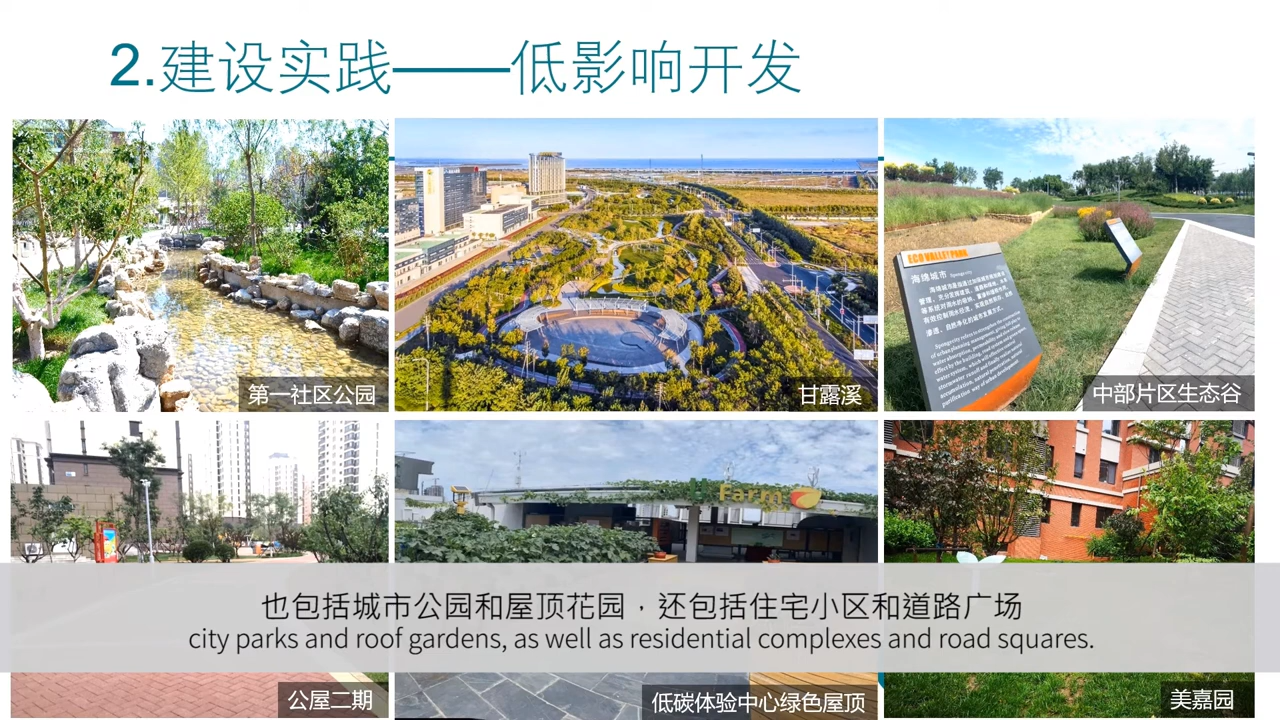 2.建设实践——低影响开发
第一社区公园
甘露溪
ECO VALLEY PARK
海绵城市 Spongecity
中部片区生态谷
Farm
也包括城市公园和屋顶花园，还包括住宅小区和道路广场
city parks and roof gardens, as well as residential complexes and road squares.
公屋二期
低碳体验中心绿色屋顶
美嘉园